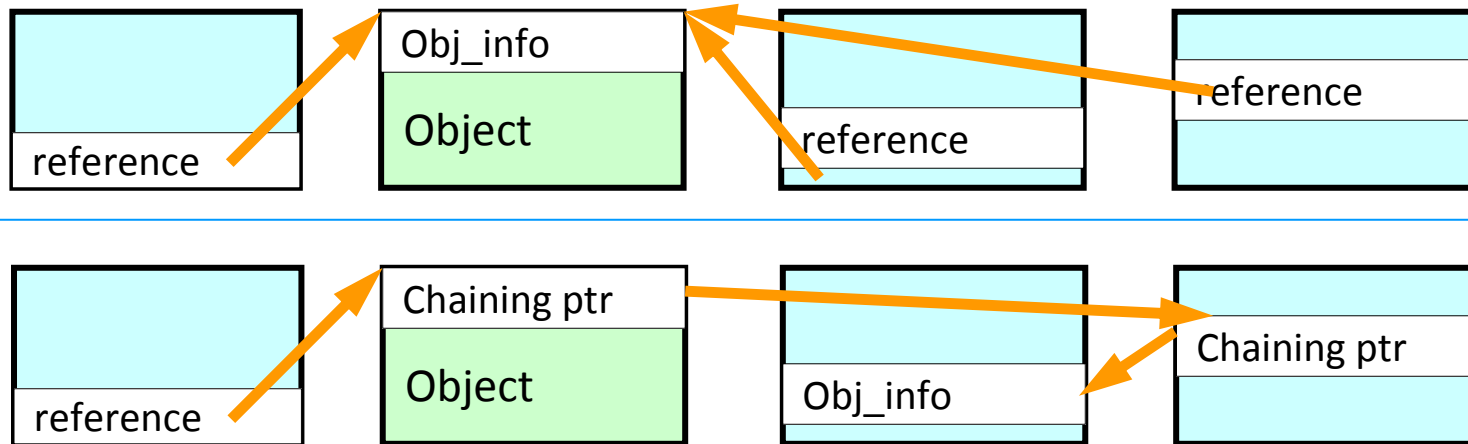 Obj_info
Object
reference
reference
reference
Chaining ptr
Object
reference
Obj_info
Chaining ptr